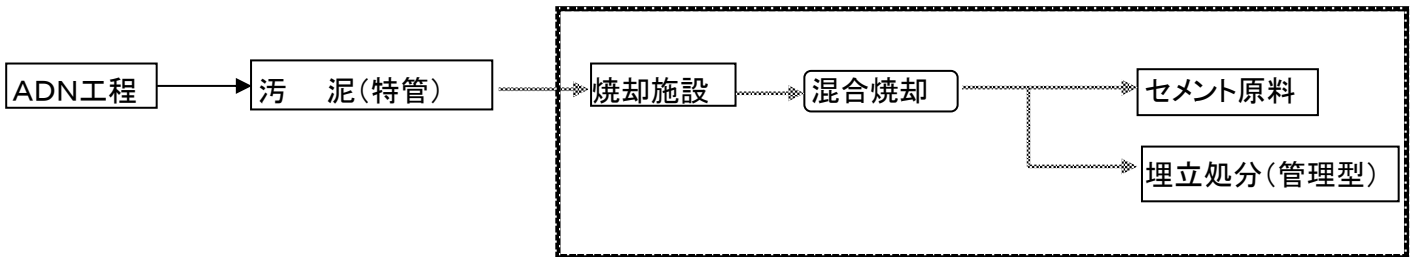 ADN工程
汚　泥(特管)
焼却施設
混合焼却
セメント原料
埋立処分(管理型)